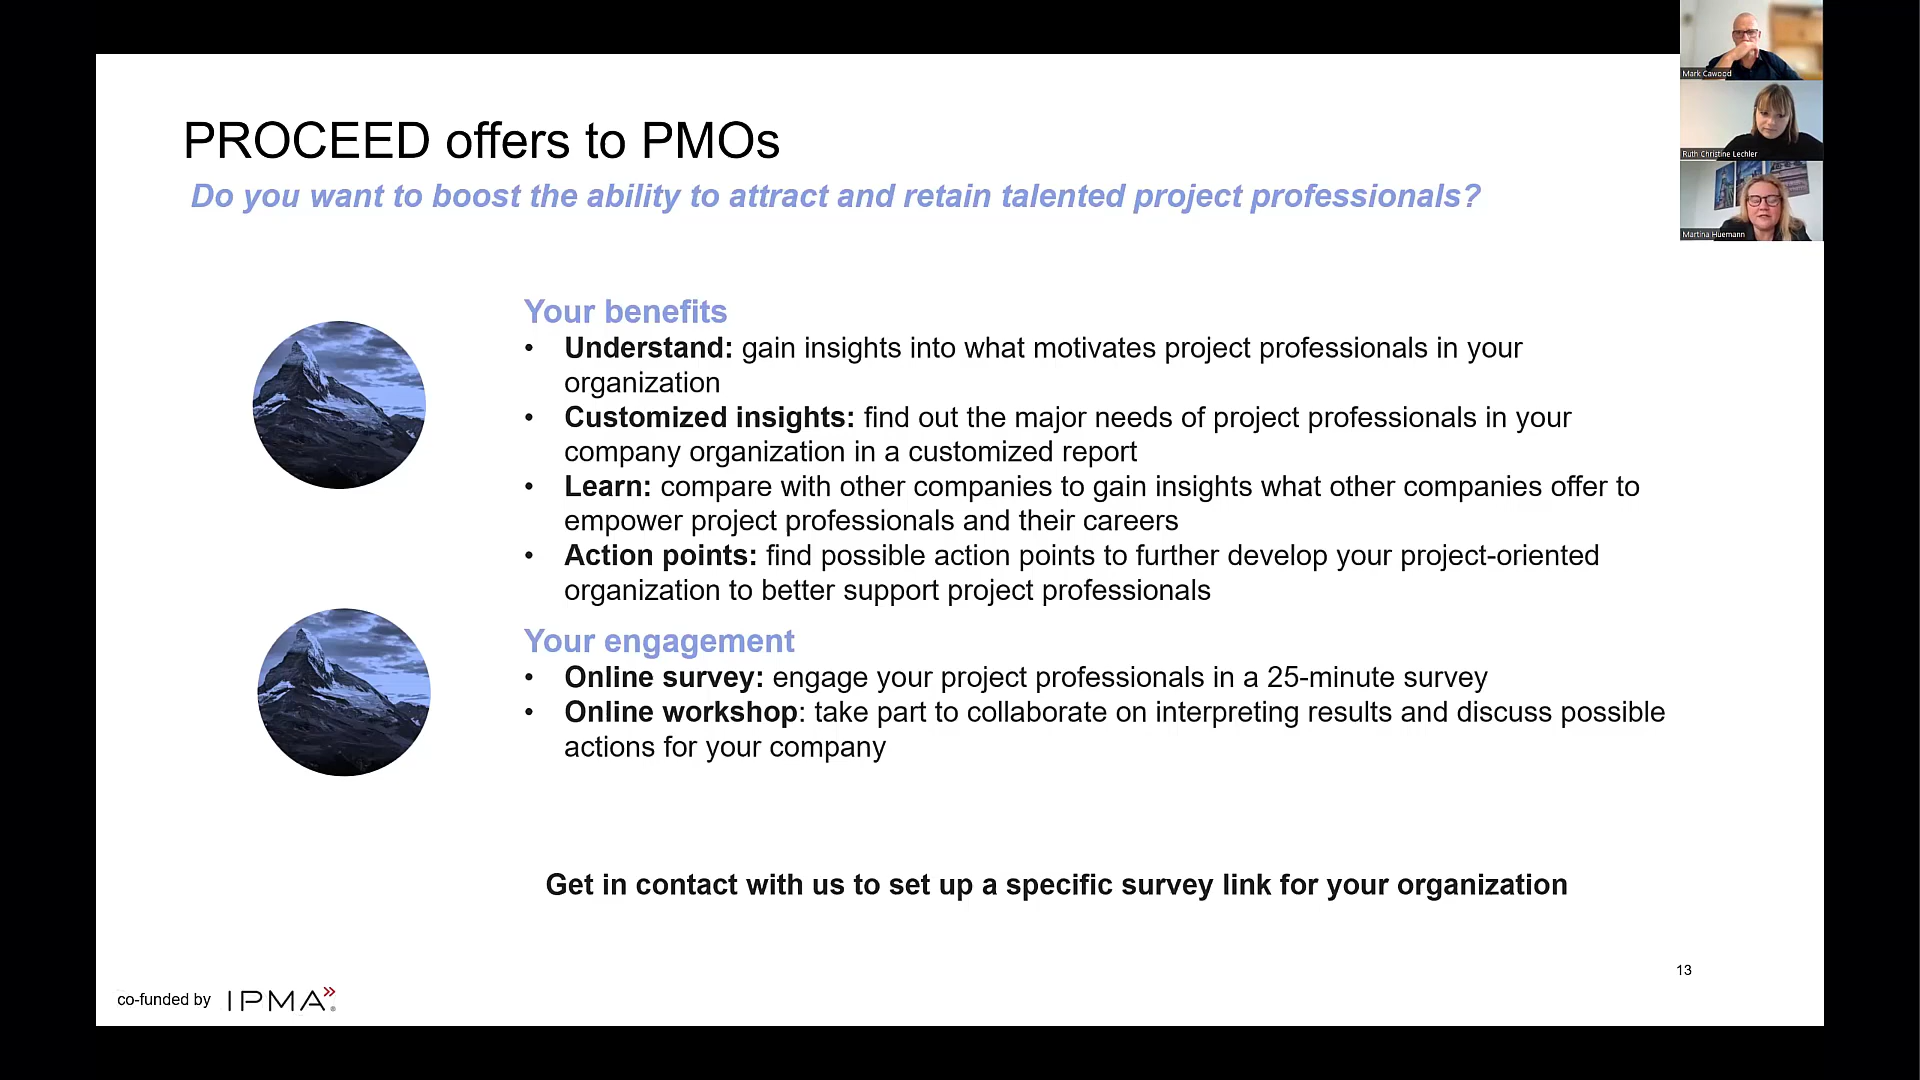 PROCEED offers to PMOs
Do you want to boost the ability to attract and retain talented project professionals?
Mark Cawood
Ruth Christine Lechler
Martina Huemann
Your benefits
• Understand: gain insights into what motivates project professionals in your
organization
• Customized insights: find out the major needs of project professionals in your
company organization in a customized report
• Learn: compare with other companies to gain insights what other companies offer to
empower project professionals and their careers
• Action points: find possible action points to further develop your project-oriented
organization to better support project professionals
Your engagement
• Online survey: engage your project professionals in a 25-minute survey
• Online workshop: take part to collaborate on interpreting results and discuss possible
actions for your company
Get in contact with us to set up a specific survey link for your organization
13
co-funded by IPMA®